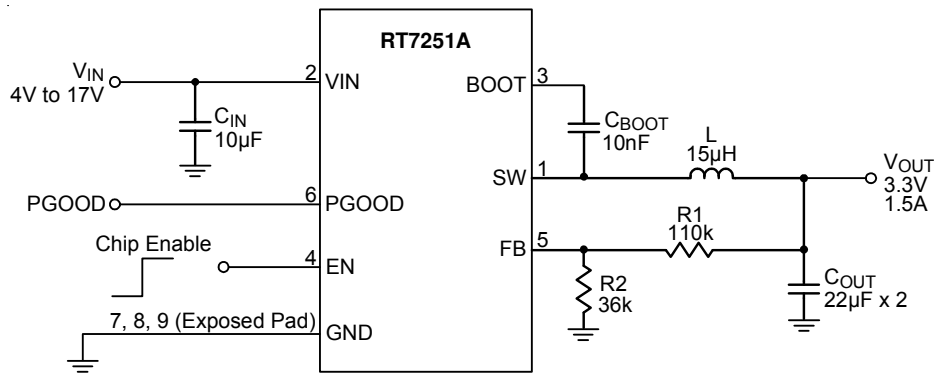 RT7251A
VIN
4V to 17V
2
VIN
CIN
10µF
BOOT
3
CBOOT
10nF
L
15µH
SW
1
VOUT
3.3V
1.5A
PGOOD
6
PGOOD
R1
110k
FB
5
Chip Enable
4
EN
R2
36k
COUT
22µF x 2
7, 8, 9 (Exposed Pad)
GND